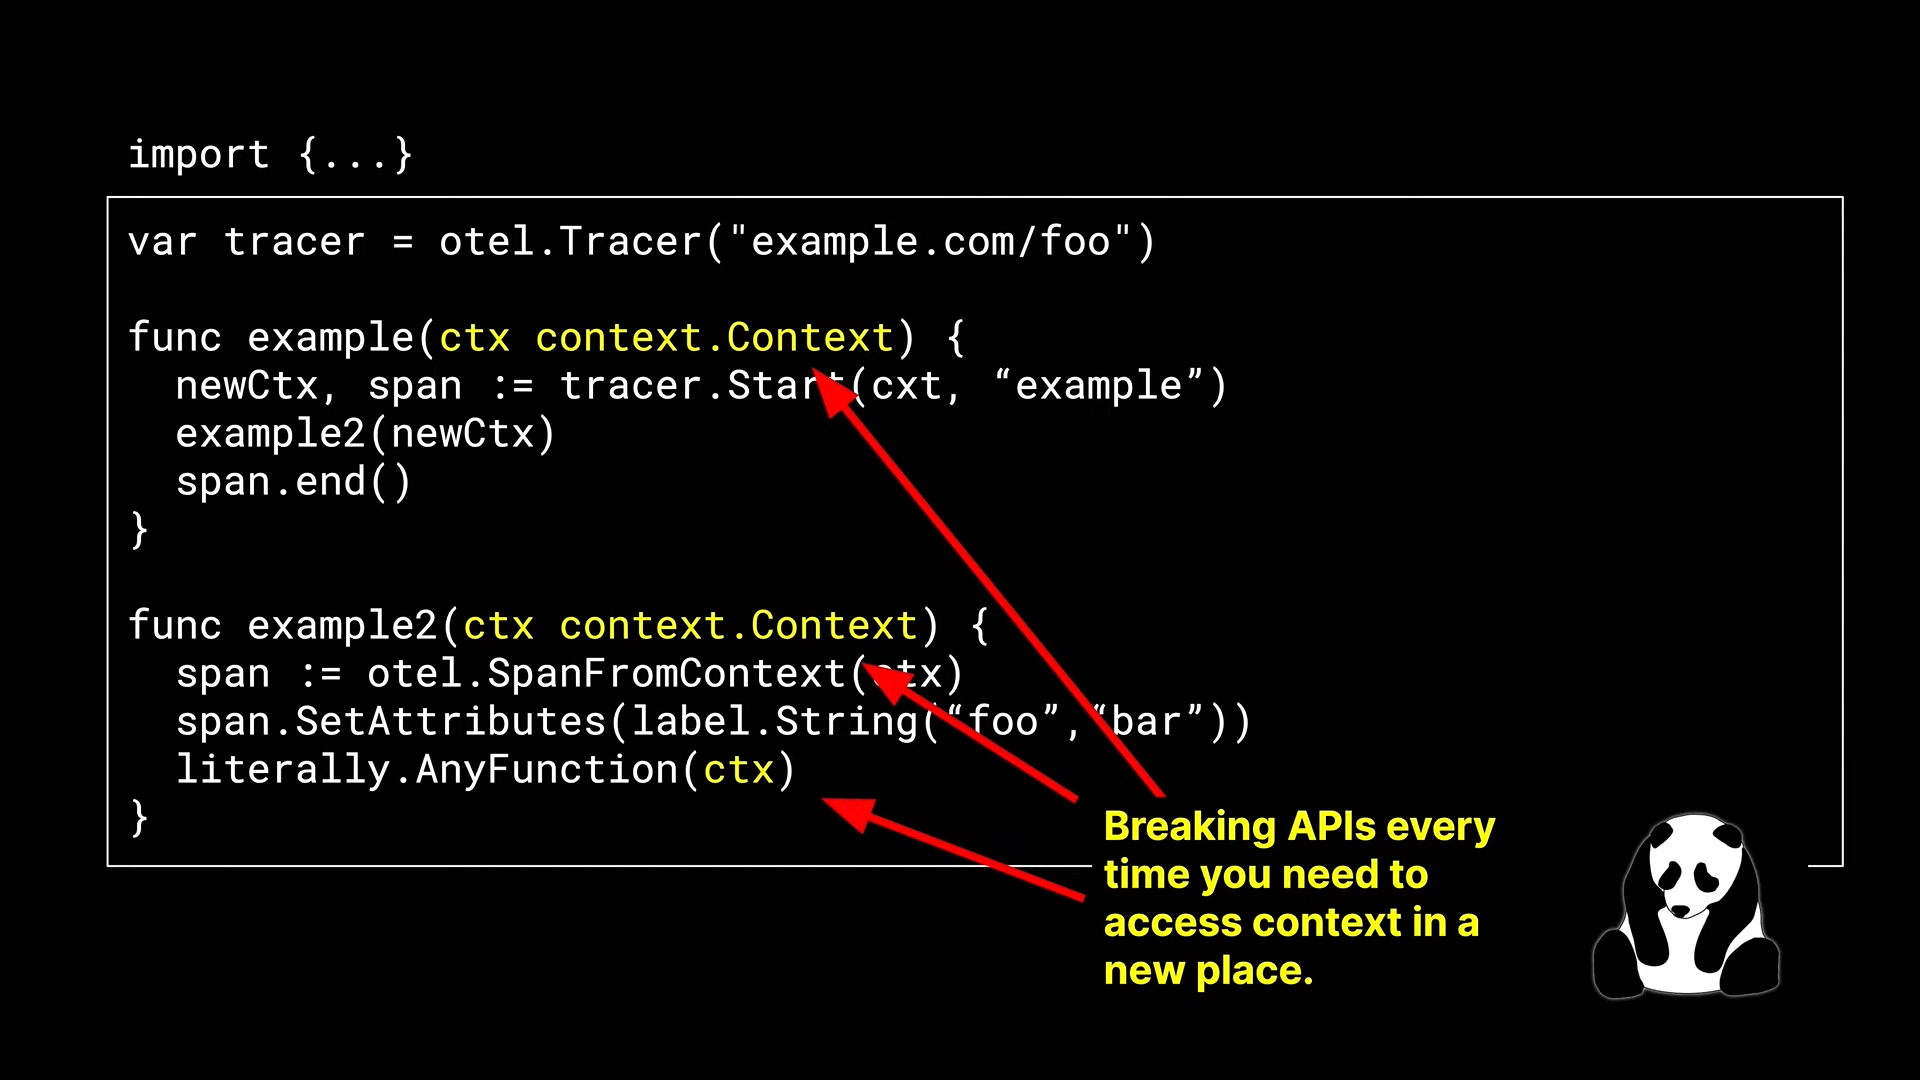 import {...}
var tracer = otel.Tracer("example.com/foo")
func example(ctx context.Context) {
newCtx, span := tracer.Start(cxt, “example”)
example2(newCtx)
span.end()
}
func example2(ctx context.Context) {
span := otel.SpanFromContext(ctx)
span.SetAttributes(label.String(“foo”,“bar”))
literally.AnyFunction(ctx)
}
Breaking APIs every
time you need to
access context in a
new place.